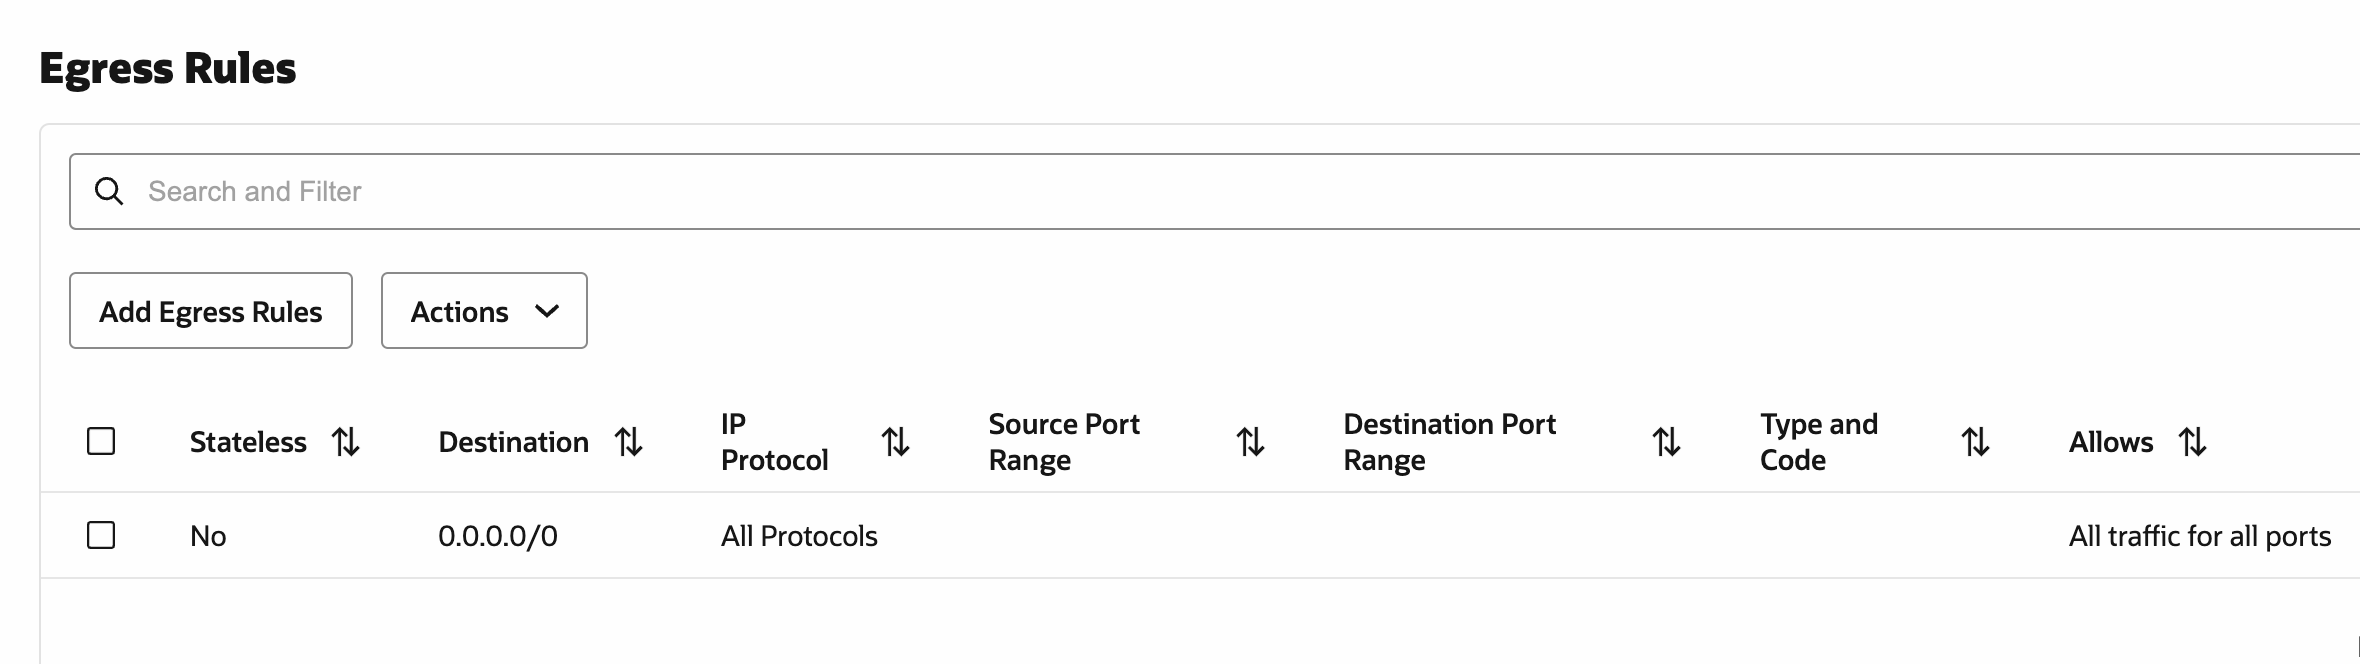 Egress Rules
Search and Filter
Add Egress Rules Actions
Stateless Destination IP Protocol Source Port Range Destination Port Range Type and Code Allows
No 0.0.0.0/0 All Protocols All traffic for all ports